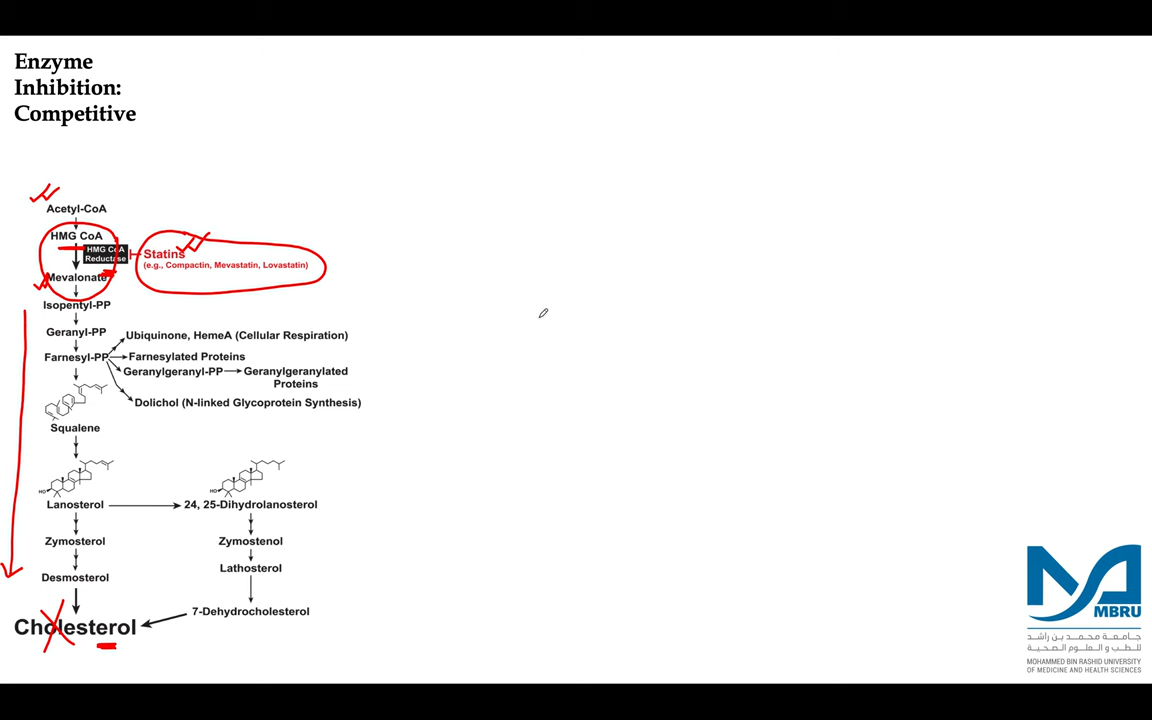 Enzyme
Inhibition:
Competitive
Acetyl-CoA
HMG CoA
HMG CoA
Reductase
Statins
(e.g., Compactin, Mevastatin, Lovastatin)
Mevalonate
Isopentyl-PP
Geranyl-PP
Ubiquinone, HemeA (Cellular Respiration)
Farnesyl-PP
Farnesylated Proteins
Geranylgeranyl-PP
Geranylgeranylated
Proteins
Dolichol (N-linked Glycoprotein Synthesis)
Squalene
HO
HO
Lanosterol
24, 25-Dihydrolanosterol
Zymosterol
Zymostenol
Lathosterol
Desmosterol
7-Dehydrocholesterol
Cholesterol
MBRU
جامعة محمد بن راشد
للطب و العلوم الصحية
MOHAMMED BIN RASHID UNIVERSITY
OF MEDICINE AND HEALTH SCIENCES